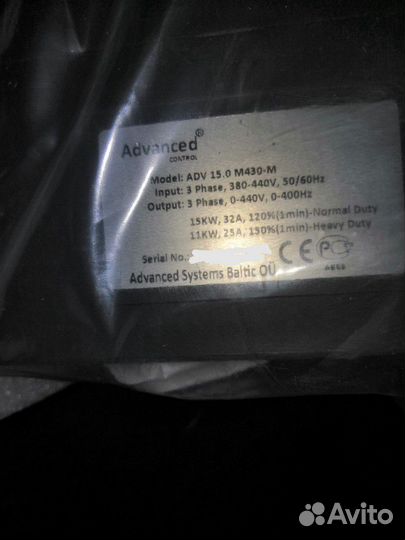 Advanced®
CONTROL
Model: ADV 15.0 M430-M
Input: 3 Phase, 380-440V, 50/60Hz
Output: 3 Phase, 0-440V, 0-400Hz
15KW, 32A, 120%(1min)-Normal Duty
11KW, 25A, 150%(1min)-Heavy Duty
Serial No.:
CE
Advanced Systems Baltic OÜ
Avito